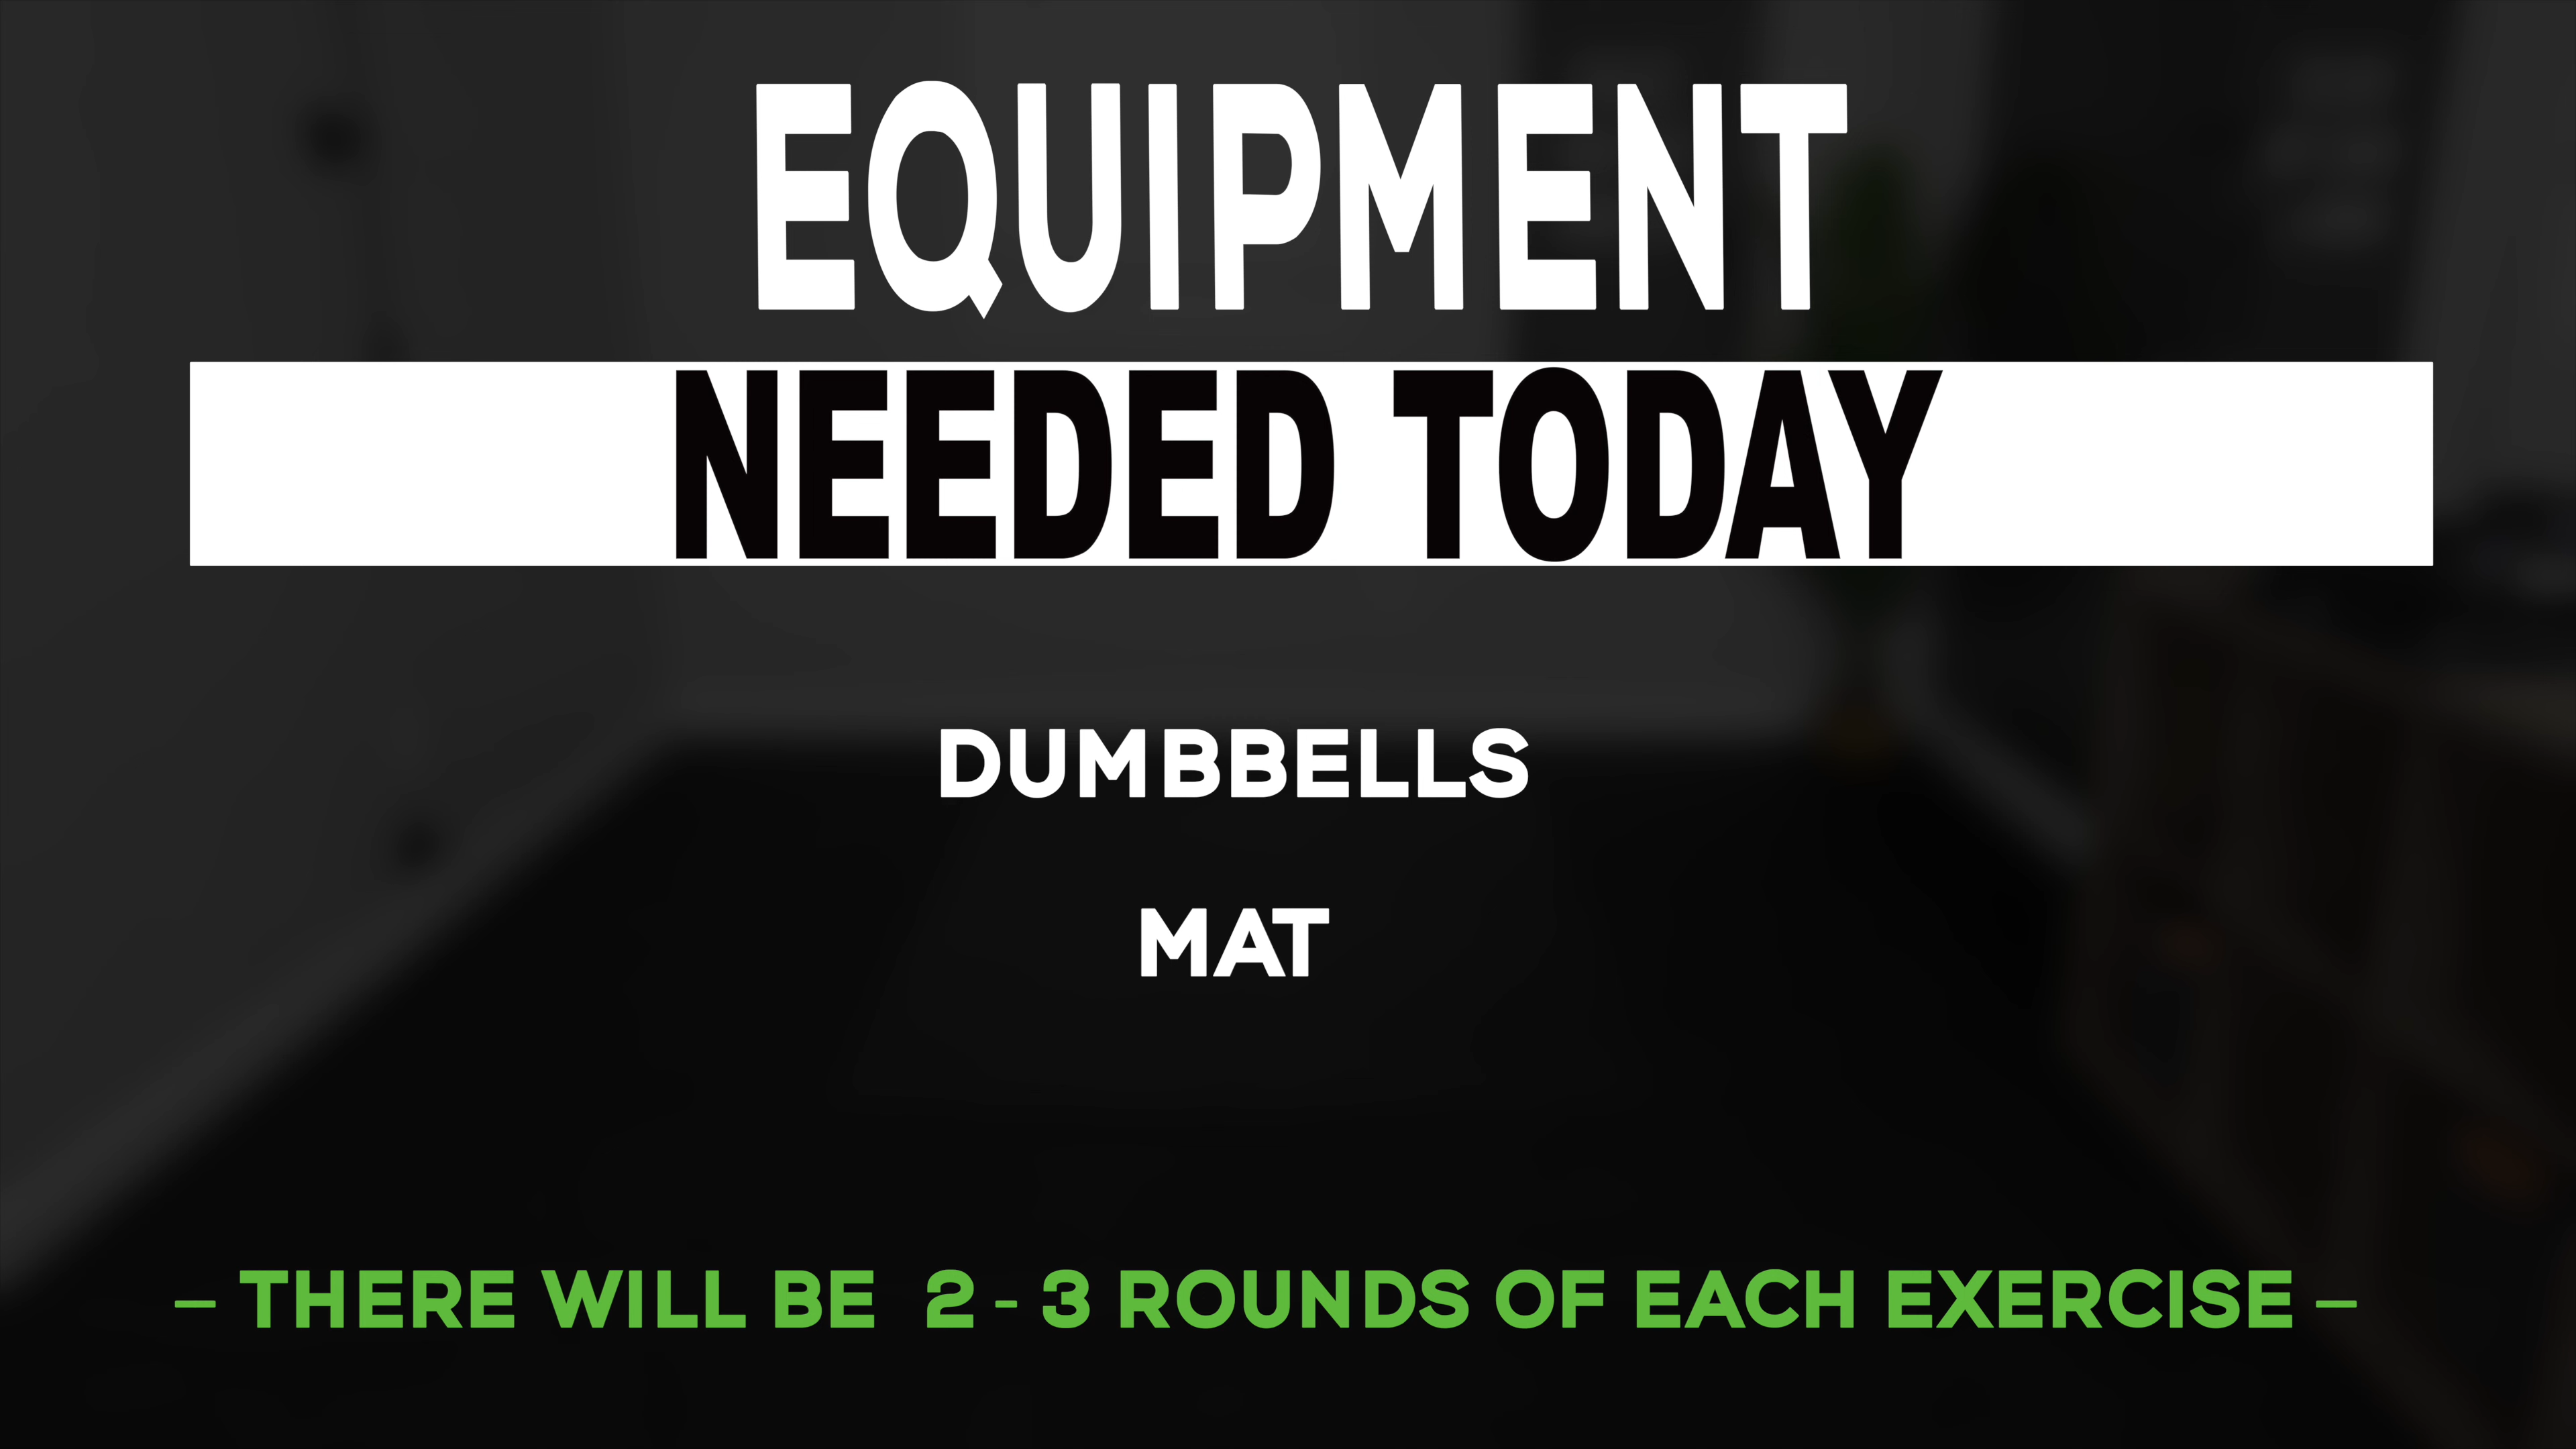 EQUIPMENT
NEEDED TODAY
DUMBBELLS
MAT
– THERE WILL BE 2 - 3 ROUNDS OF EACH EXERCISE –